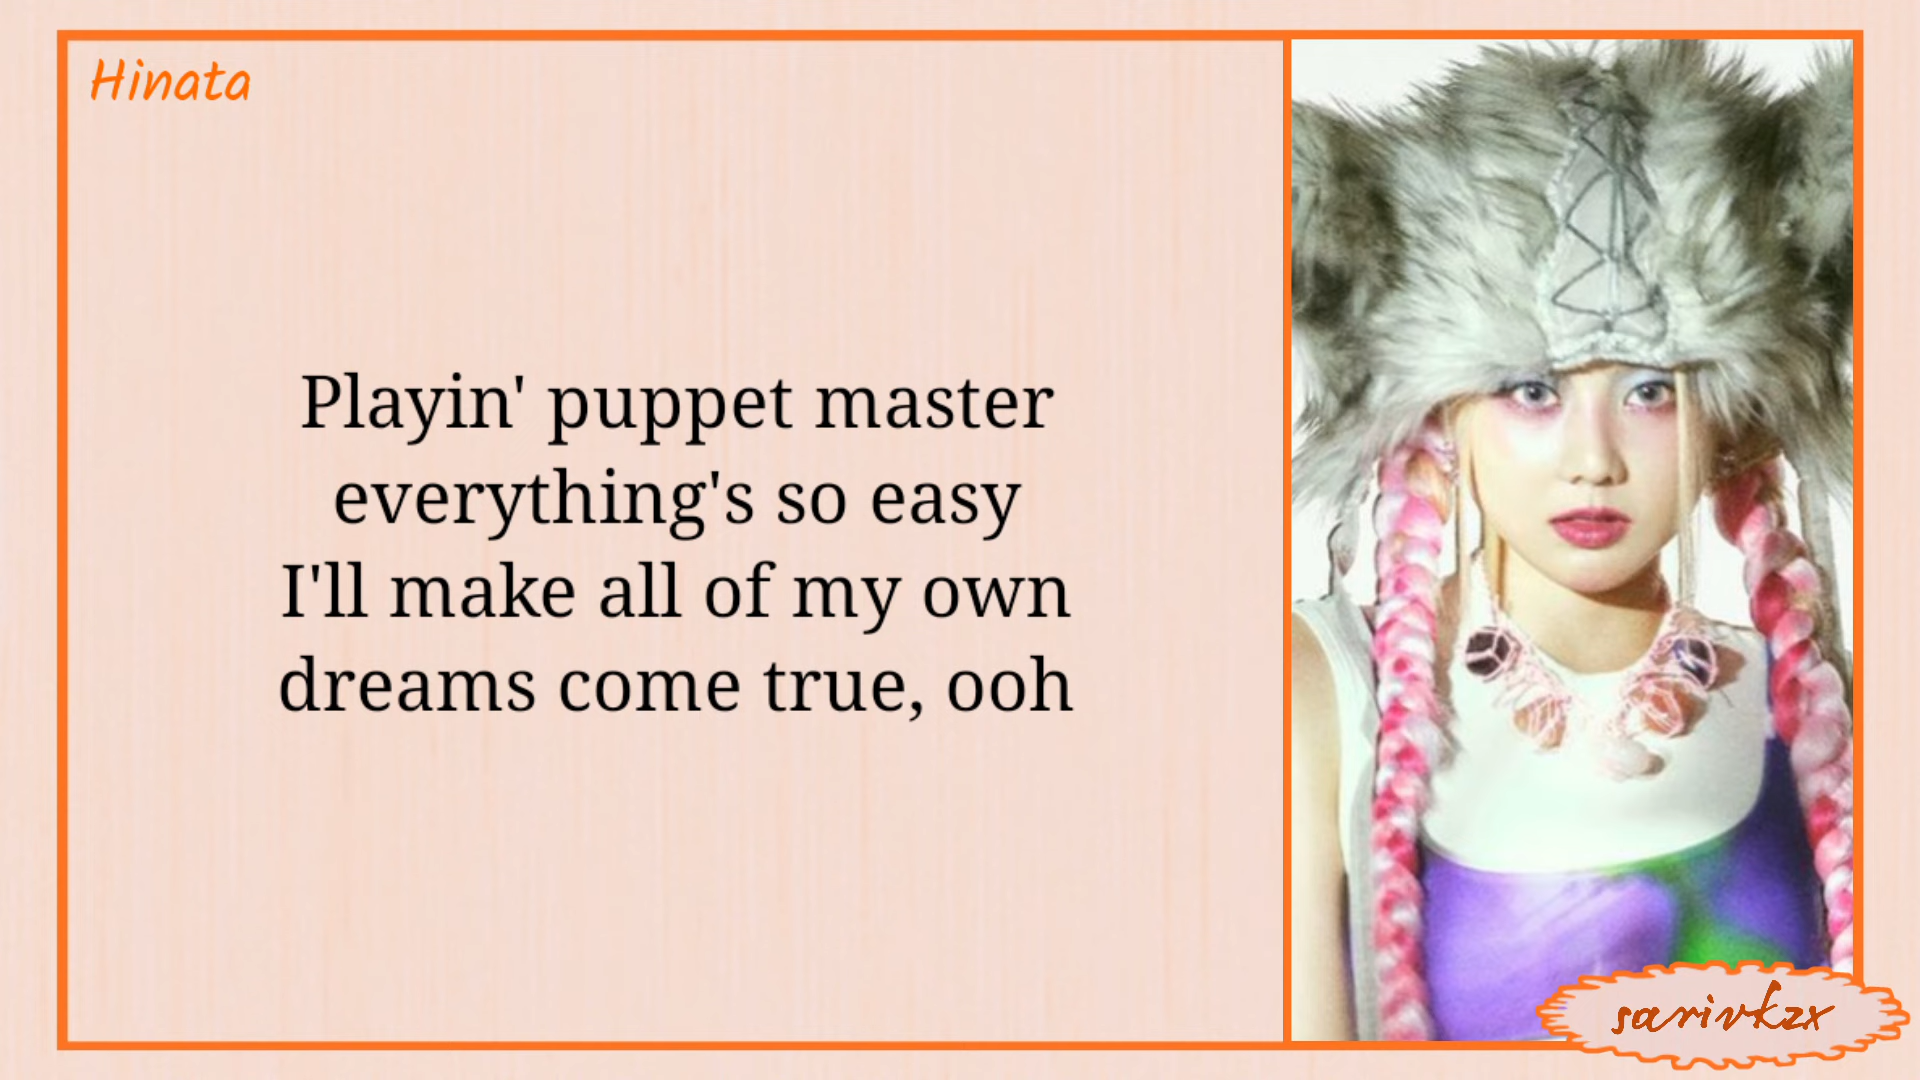 Hinata
Playin' puppet master
everything's so easy
I'll make all of my own
dreams come true, ooh
sarivkzx